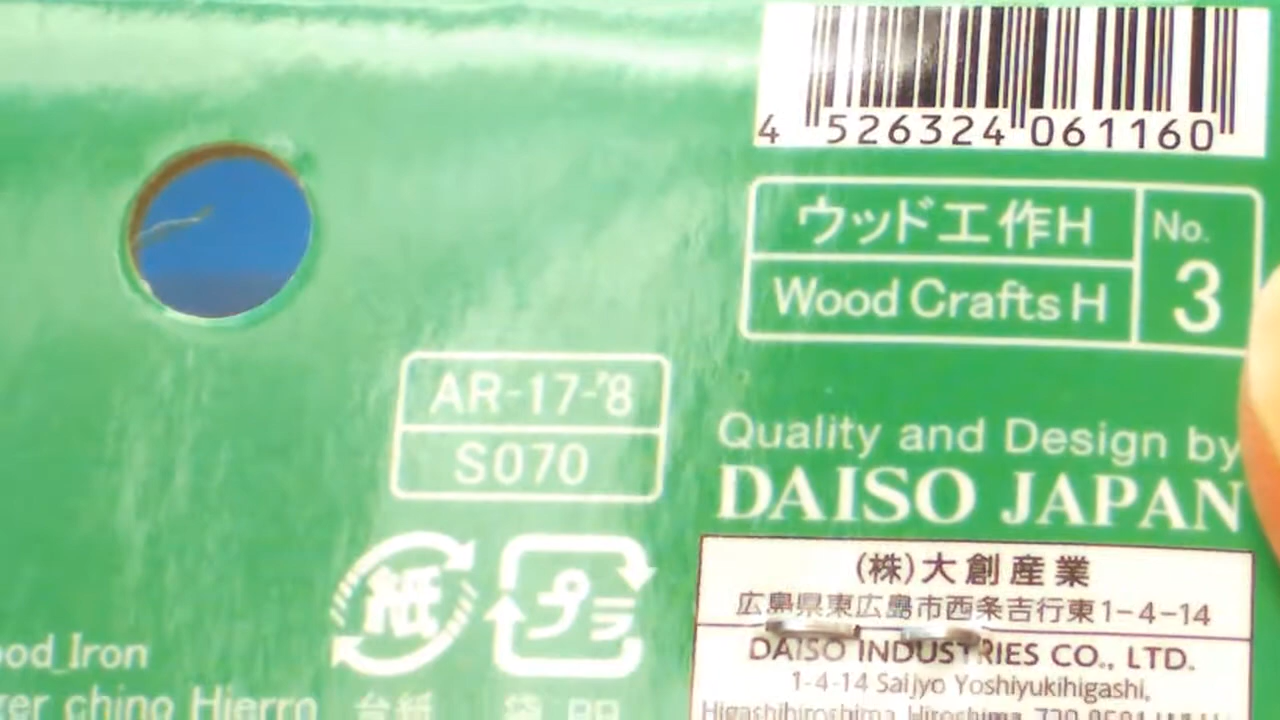 4 526324 061160
ウッド工作H
Wood Crafts H
No.
3
AR-17-'8
S070
Quality and Design by
DAISO JAPAN
紙
プラ
(株)大創産業
広島県東広島市西条吉行東1-4-14
DAISO INDUSTRIES CO., LTD.
1-4-14 Saijyo Yoshiyukihigashi,
Higashihiroshima, Hiroshima
Iron
chino Hierro
台紙
袋 PP